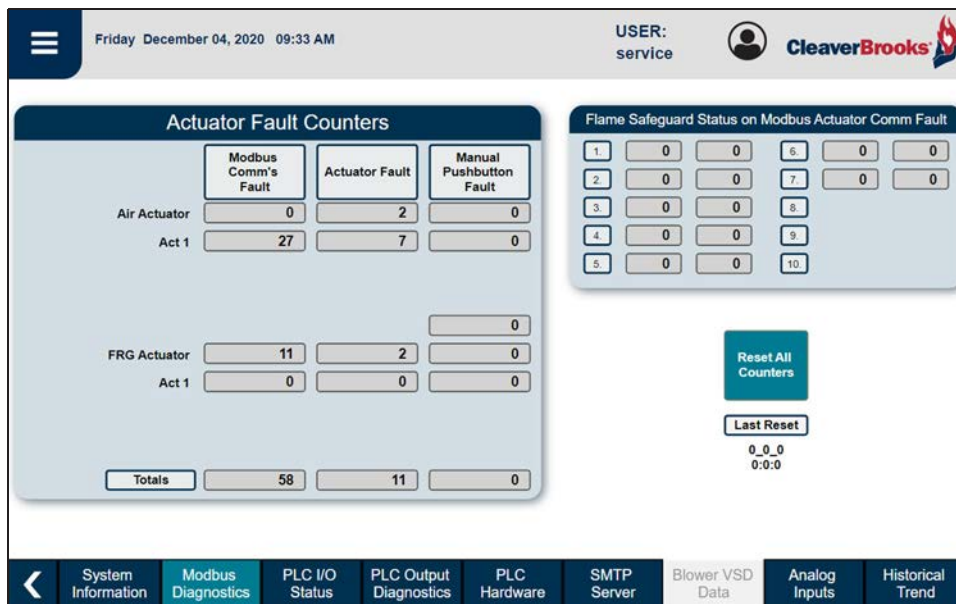 Friday December 04, 2020 09:33 AM
USER:
service
CleaverBrooks
Actuator Fault Counters
Modbus
Comm's
Fault
Actuator Fault
Manual
Pushbutton
Fault
Air Actuator 0 2 0
Act 1 27 7 0
0
FRG Actuator 11 2 0
Act 1 0 0 0
Totals 58 11 0
Flame Safeguard Status on Modbus Actuator Comm Fault
1. 0 0 6. 0 0
2. 0 0 7. 0 0
3. 0 0 8.
4. 0 0 9.
5. 0 0 10.
Reset All
Counters
Last Reset
0_0_0
0:0:0
System
Information
Modbus
Diagnostics
PLC I/O
Status
PLC Output
Diagnostics
PLC
Hardware
SMTP
Server
Blower VSD
Data
Analog
Inputs
Historical
Trend